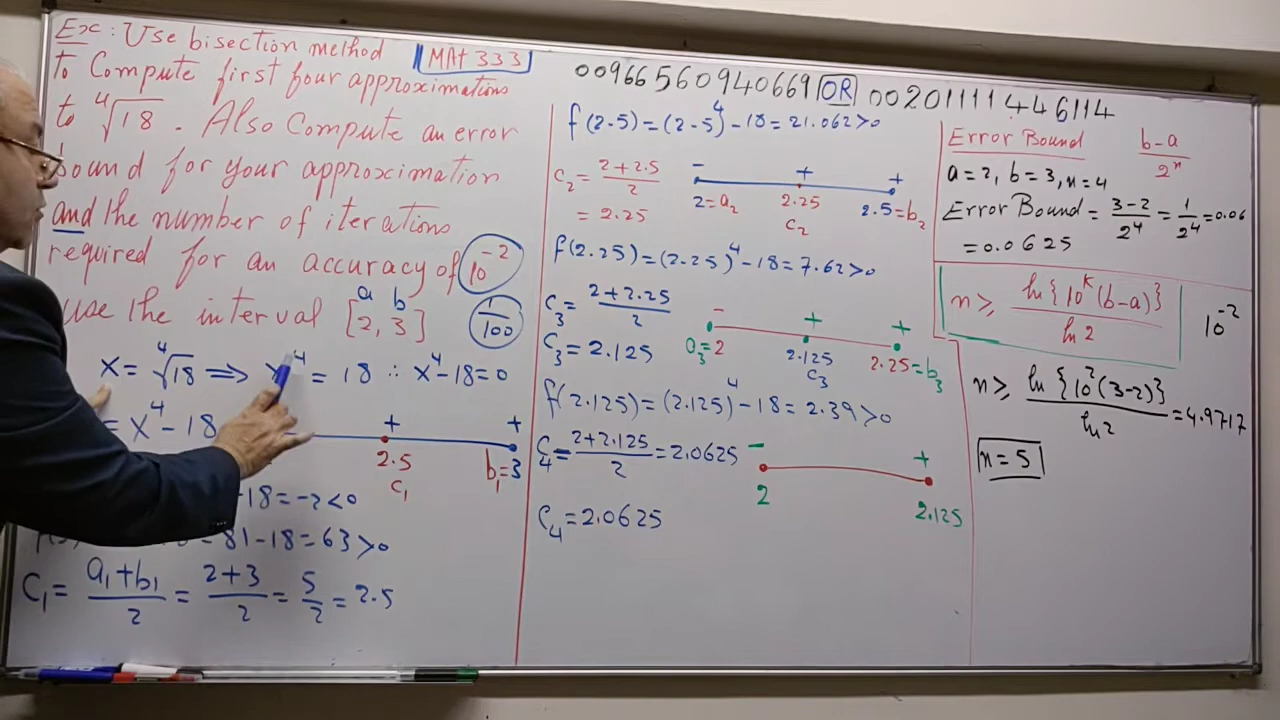 Ex: Use bisection method MAt 333
to Compute first four approximations
to ⁴√18. Also Compute an error
bound for your approximation
and the number of iterations
required for an accuracy of 10⁻²
use the interval [2, 3] 1/100
a b
x = ⁴√18 ⇒ x⁴ = 18 ∴ x⁴-18=0
= x⁴ - 18
+ +
2.5 b₁=3
C₁
-18=-2<0
81-18=63>0
C₁= (a₁+b₁)/2 = (2+3)/2 = 5/2 = 2.5
00966560940669 OR 00201111446114
f(2.5)=(2.5)⁴-18=21.062>0
C₂= (2+2.5)/2
= 2.25
- + +
2=a₂ 2.25 2.5=b₂
C₂
f(2.25)=(2.25)⁴-18=7.62>0
C₃= (2+2.25)/2
C₃= 2.125
- + +
a₃=2 2.125 2.25=b₃
C₃
f(2.125)=(2.125)⁴-18=2.39>0
C₄= (2+2.125)/2 =2.0625
- +
2 2.125
C₄=2.0625
Error Bound (b-a)/2ⁿ
a=2, b=3, n=4
Error Bound= (3-2)/2⁴ = 1/2⁴ =0.06
=0.0625
n ≥ ln{10ᵏ(b-a)}/ln 2 10⁻²
n ≥ ln{10²(3-2)}/ln 2 =4.9717
n=5